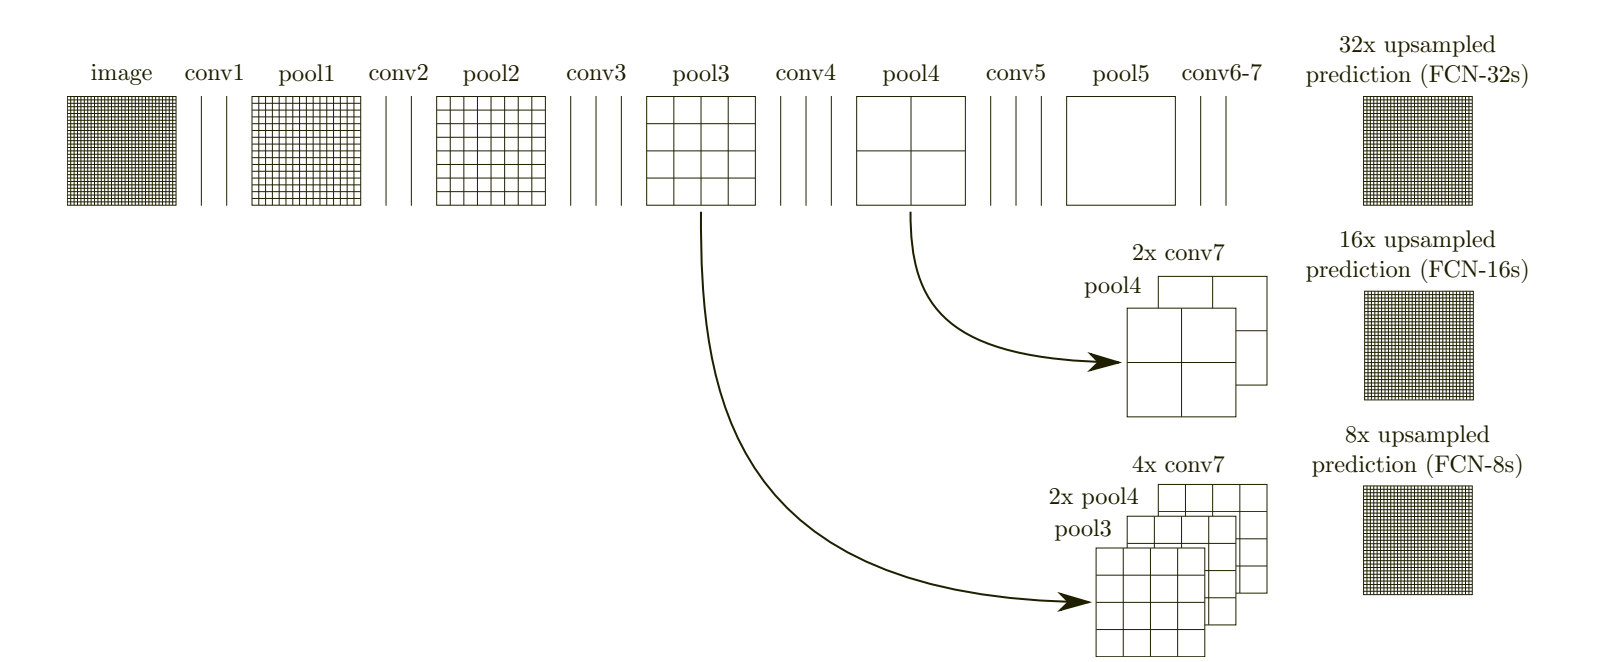 32x upsampled
prediction (FCN-32s)
image conv1 pool1 conv2 pool2 conv3 pool3 conv4 pool4 conv5 pool5 conv6-7
16x upsampled
prediction (FCN-16s)
2x conv7
pool4
8x upsampled
prediction (FCN-8s)
4x conv7
2x pool4
pool3